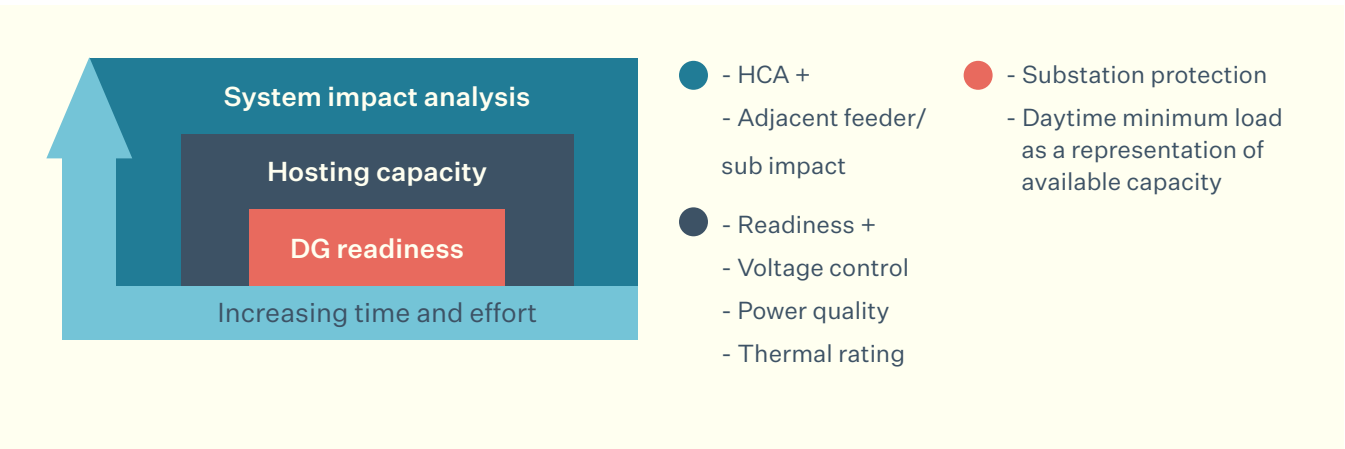 System impact analysis
Hosting capacity
DG readiness
Increasing time and effort
- HCA +
- Adjacent feeder/
sub impact
- Readiness +
- Voltage control
- Power quality
- Thermal rating
- Substation protection
- Daytime minimum load
as a representation of
available capacity